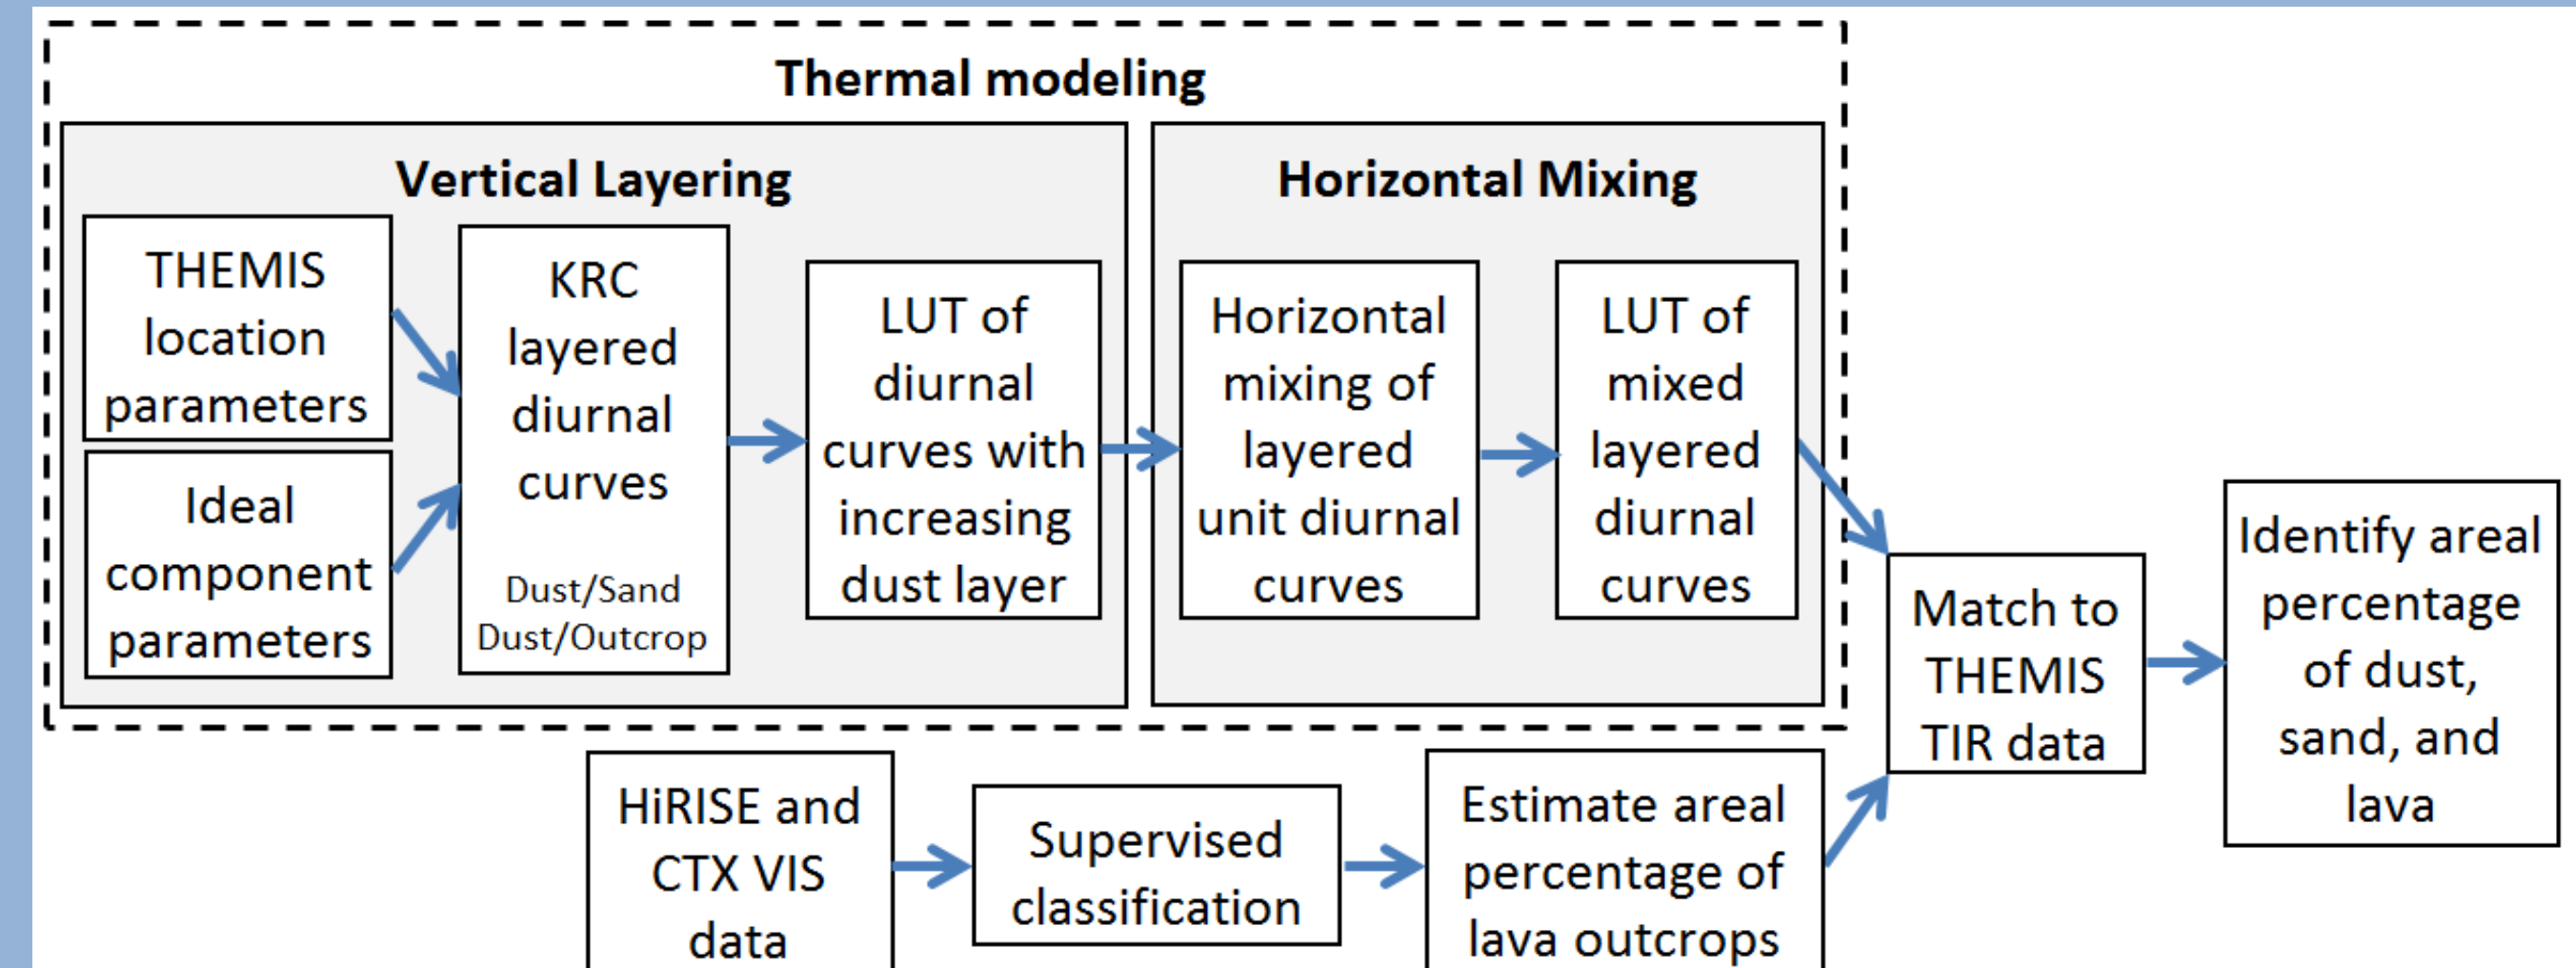 Thermal modeling
Vertical Layering
THEMIS
location
parameters
Ideal
component
parameters
KRC
layered
diurnal
curves
Dust/Sand
Dust/Outcrop
LUT of
diurnal
curves with
increasing
dust layer
Horizontal Mixing
Horizontal
mixing of
layered
unit diurnal
curves
LUT of
mixed
layered
diurnal
curves
HiRISE and
CTX VIS
data
Supervised
classification
Estimate areal
percentage of
lava outcrops
Match to
THEMIS
TIR data
Identify areal
percentage
of dust,
sand, and
lava